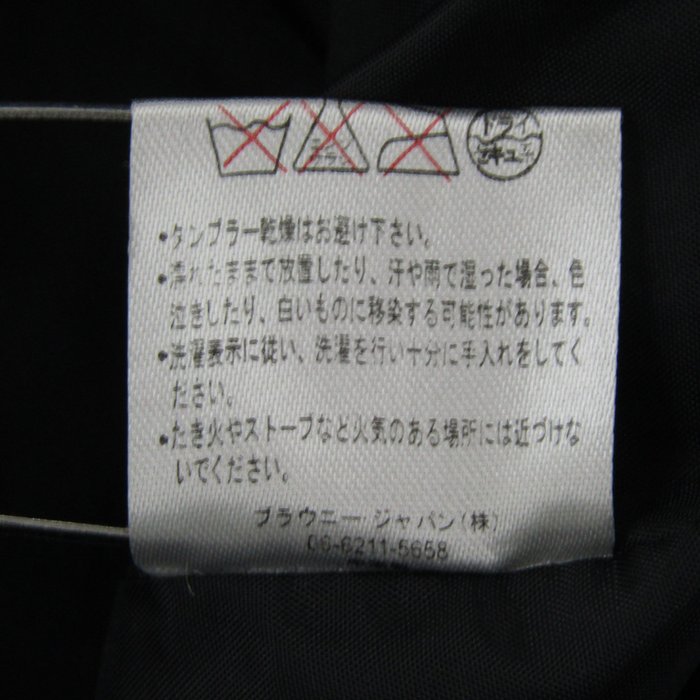 ドライ
セキユ系
・タンブラー乾燥はお避け下さい。
・濡れたままで放置したり、汗や雨で湿った場合、色
泣きしたり、白いものに移染する可能性があります。
・洗濯表示に従い、洗濯を行い十分に手入れをしてく
ださい。
・たき火やストーブなど火気のある場所には近づけな
いでください。
ブラウニー・ジャパン(株)
06-6211-5658